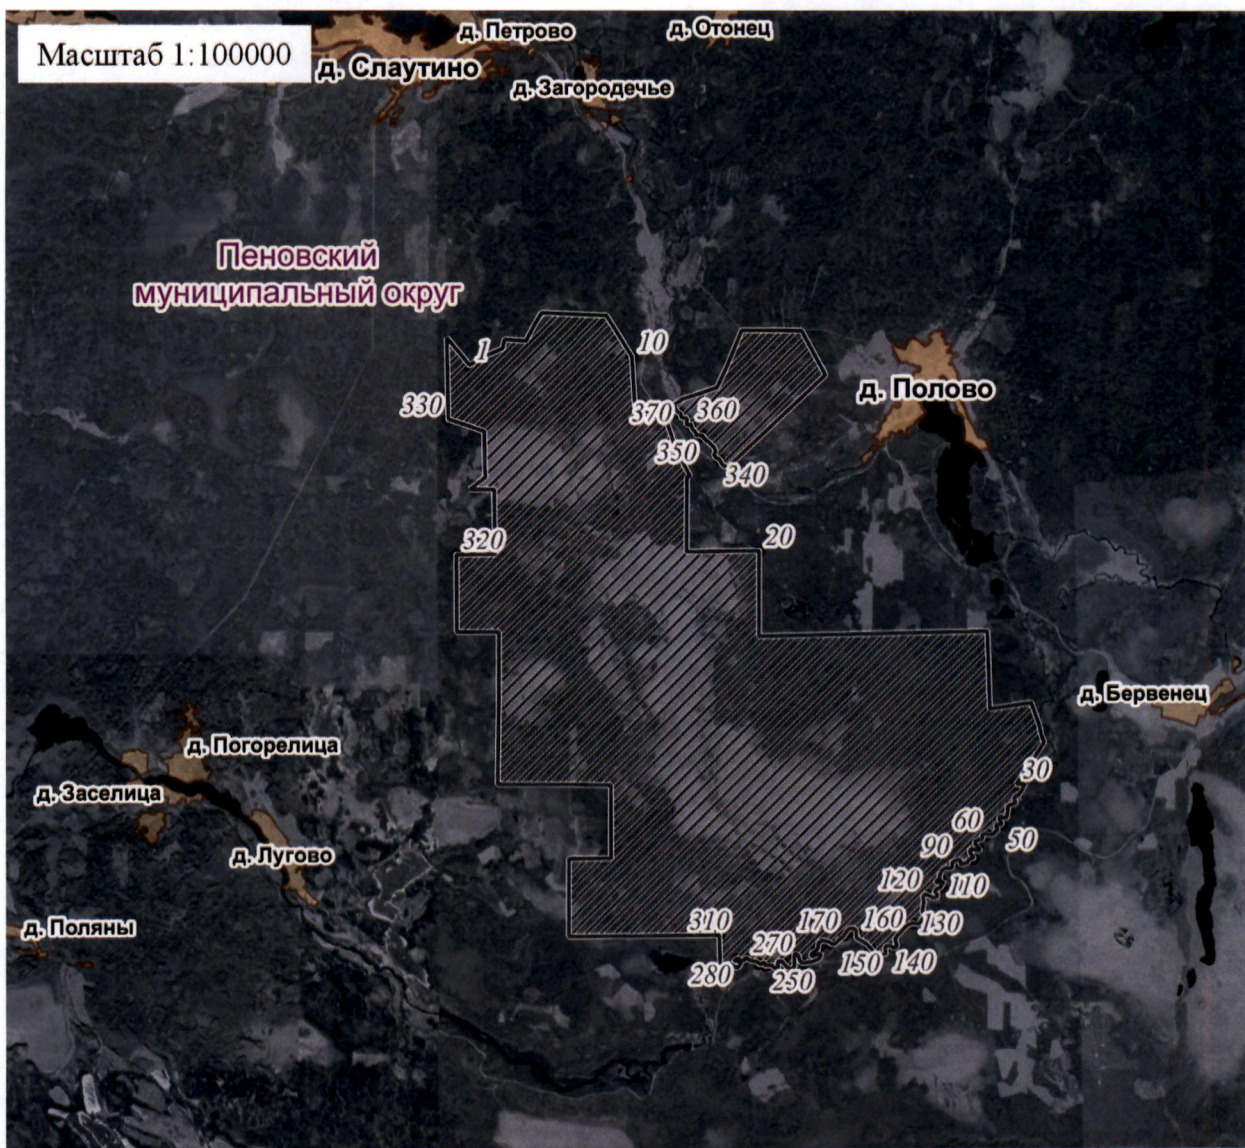 Масштаб 1:100000
д. Петрово
д. Отонец
д. Слаутино
д. Загородечье
Пеновский
муниципальный округ
1
10
330
370
360
д. Полово
350
340
320
20
д. Бервенец
д. Погорелица
30
д. Заселица
60
50
90
д. Лугово
120
110
310
170
160
130
д. Поляны
270
150
140
280
250